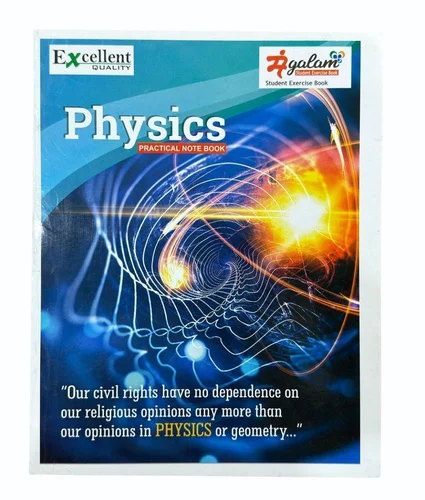 Excellent
QUALITY
मंgalam
Student Exercise Book
Student Exercise Book
Physics
PRACTICAL NOTE BOOK
“Our civil rights have no dependence on
our religious opinions any more than
our opinions in PHYSICS or geometry...“